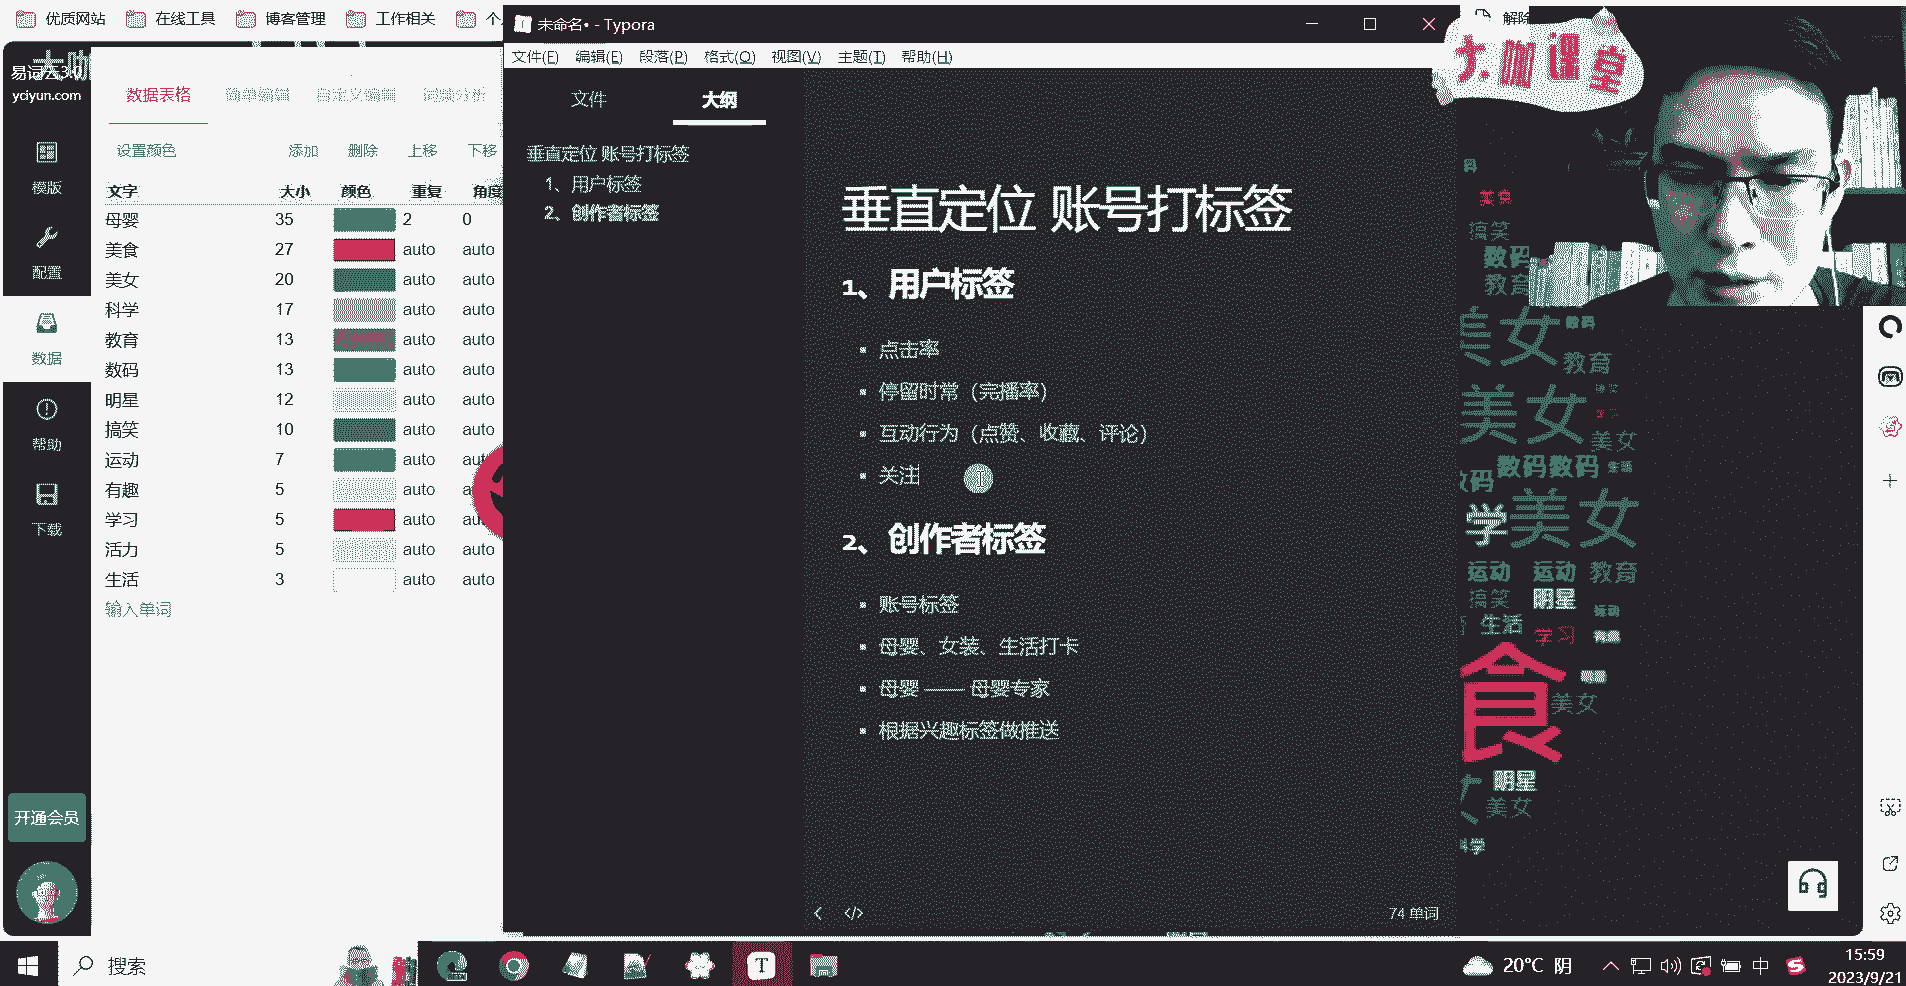 优质网站
在线工具
博客管理
工作相关
易词云3.0
yciyun.com
模版
配置
数据
帮助
下载
开通会员
数据表格
简单编辑
自定义编辑
词频分析
设置颜色 添加 删除 上移 下移
文字 大小 颜色 重复 角度
母婴 35 2 0
美食 27 auto auto
美女 20 auto auto
科学 17 auto auto
教育 13 auto auto
数码 13 auto auto
明星 12 auto auto
搞笑 10 auto auto
运动 7 auto
有趣 5 auto
学习 5 auto
活力 5 auto auto
生活 3 auto auto
输入单词
未命名• - Typora
文件(F) 编辑(E) 段落(P) 格式(O) 视图(V) 主题(T) 帮助(H)
文件 大纲
垂直定位 账号打标签
1、用户标签
2、创作者标签
垂直定位 账号打标签
1、用户标签
点击率
停留时常（完播率）
互动行为（点赞、收藏、评论）
关注
2、创作者标签
账号标签
母婴、女装、生活打卡
母婴 —— 母婴专家
根据兴趣标签做推送
74 单词
解除
大咖课堂
美食
搞笑
数码
教育
美女
数码
教育
美女
美女
数码数码
生活
数码
学
美女
运动 运动 教育
搞笑 明星
运动
生活 学习
食
美女
明星
美女
科学
搜索
20°C 阴
中
15:59
2023/9/21